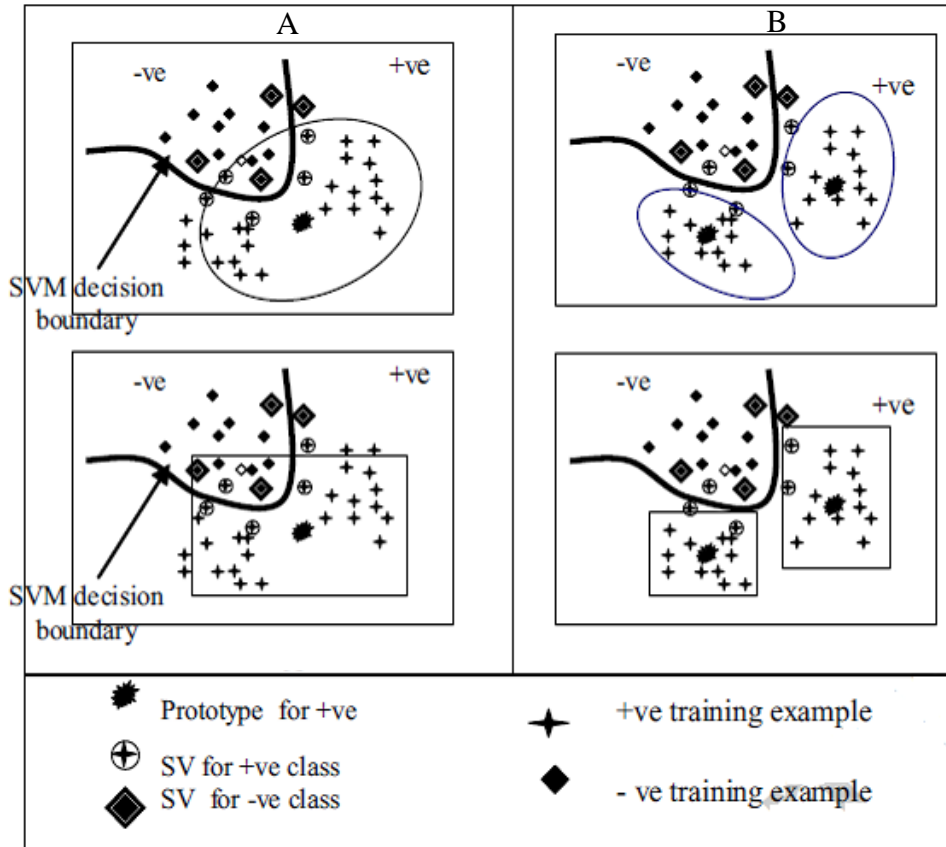 A
B
-ve
+ve
SVM decision
boundary
-ve
+ve
-ve
+ve
SVM decision
boundary
-ve
+ve
Prototype for +ve
SV for +ve class
SV for -ve class
+ve training example
- ve training example